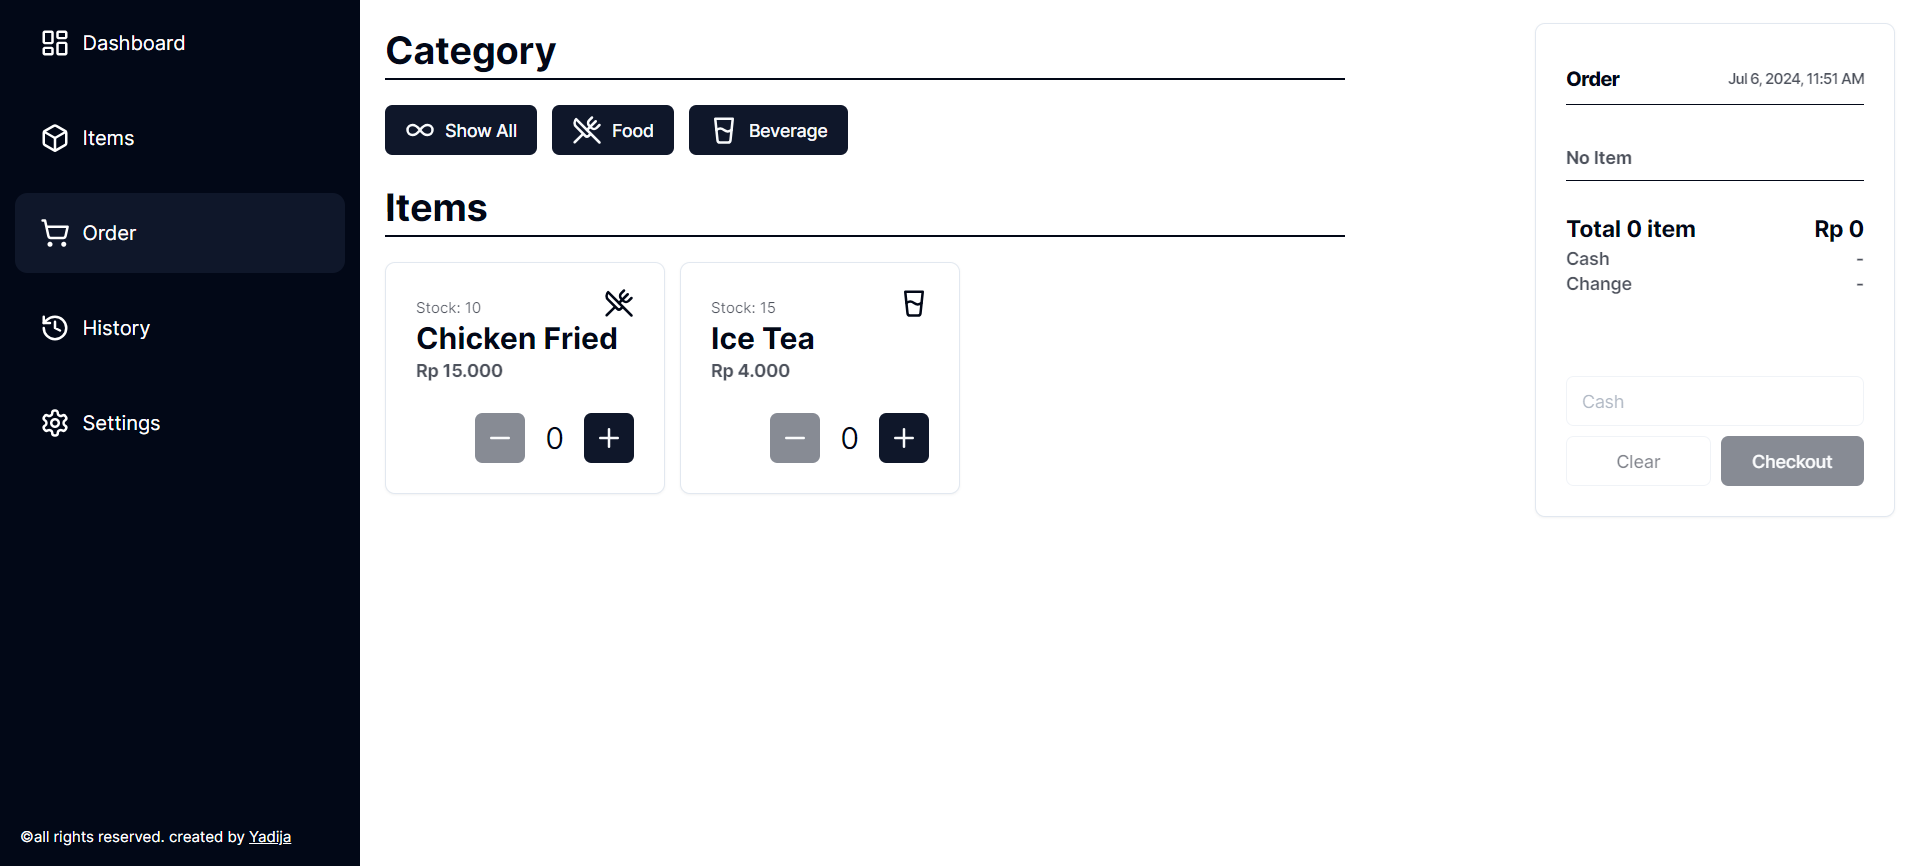 Dashboard
Items
Order
History
Settings
©all rights reserved. created by Yadija
Category
Show All
Food
Beverage
Items
Stock: 10
Chicken Fried
Rp 15.000
0
Stock: 15
Ice Tea
Rp 4.000
0
Order
Jul 6, 2024, 11:51 AM
No Item
Total 0 item
Rp 0
Cash
-
Change
-
Cash
Clear
Checkout